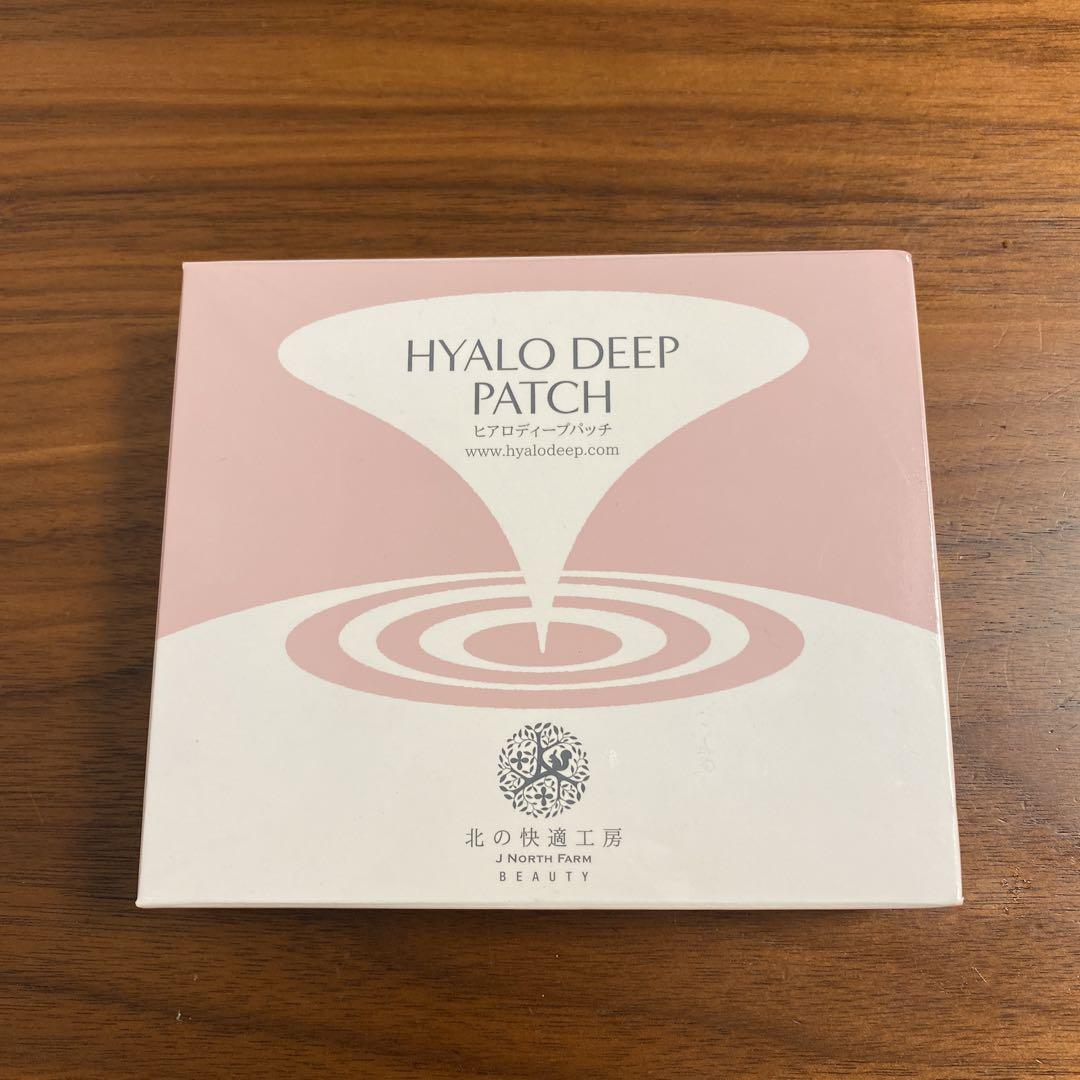 HYALO DEEP
PATCH
ヒアロディープパッチ
www.hyalodeep.com
北の快適工房
J NORTH FARM
BEAUTY